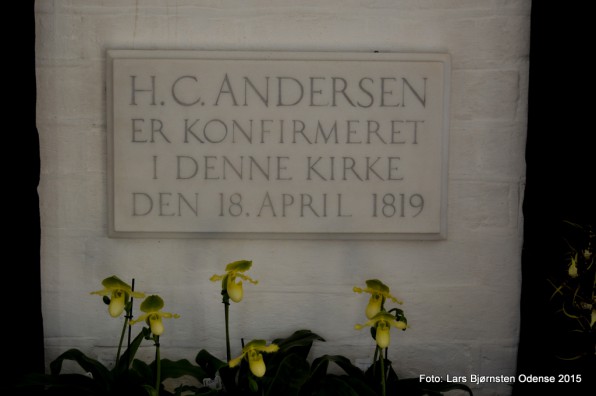 H.C. ANDERSEN
ER KONFIRMERET
I DENNE KIRKE
DEN 18. APRIL 1819
Foto: Lars Bjørnsten Odense 2015